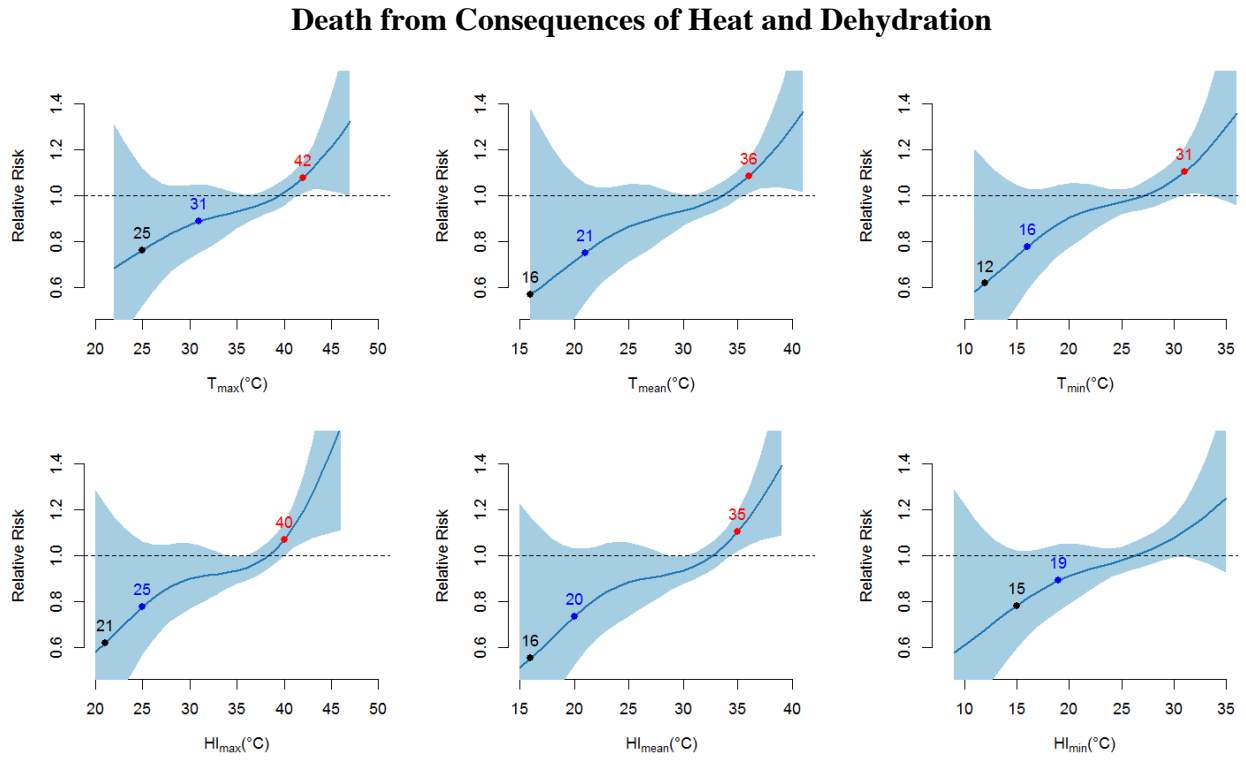 Death from Consequences of Heat and Dehydration
Relative Risk
0.6 0.8 1.0 1.2 1.4
25
31
42
20 25 30 35 40 45 50
Tmax(°C)
Relative Risk
0.6 0.8 1.0 1.2 1.4
16
21
36
15 20 25 30 35 40
Tmean(°C)
Relative Risk
0.6 0.8 1.0 1.2 1.4
12
16
31
10 15 20 25 30 35
Tmin(°C)
Relative Risk
0.6 0.8 1.0 1.2 1.4
21
25
40
20 25 30 35 40 45 50
HImax(°C)
Relative Risk
0.6 0.8 1.0 1.2 1.4
16
20
35
15 20 25 30 35 40
HImean(°C)
Relative Risk
0.6 0.8 1.0 1.2 1.4
15
19
10 15 20 25 30 35
HImin(°C)